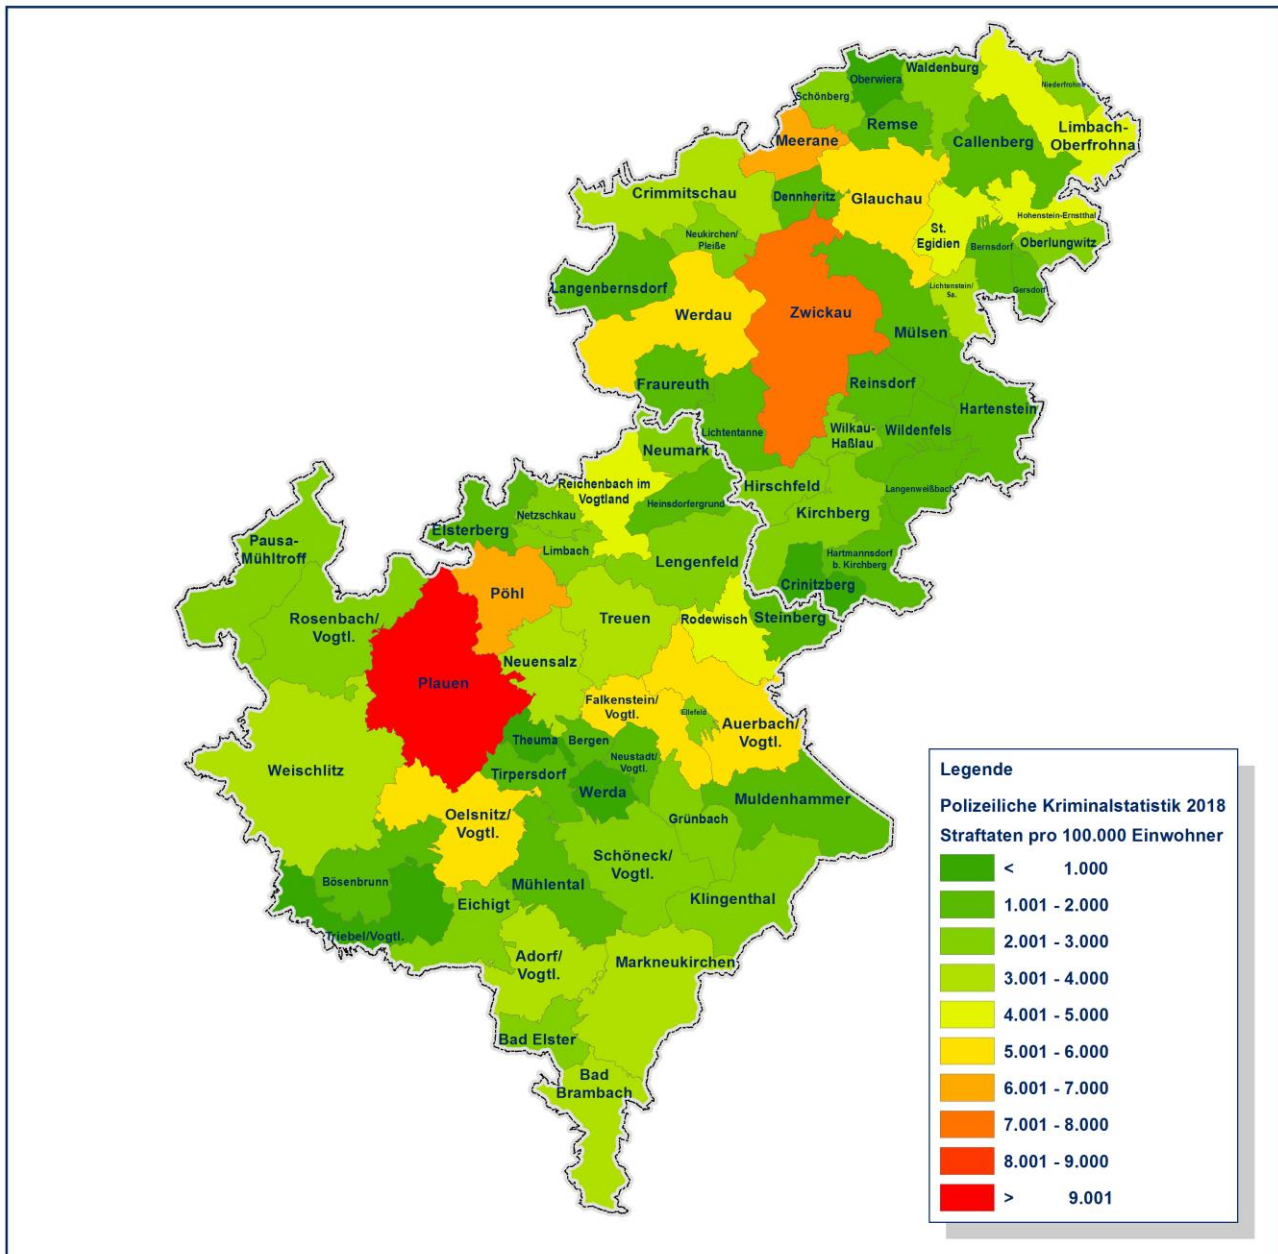 Waldenburg
Oberwiera
Schönberg
Niederfrohna
Remse
Limbach-
Oberfrohna
Meerane
Callenberg
Crimmitschau
Dennheritz
Glauchau
Hohenstein-Ernstthal
St.
Egidien
Neukirchen/
Pleiße
Bernsdorf
Oberlungwitz
Langenbernsdorf
Lichtenstein/
Sa.
Gersdorf
Werdau
Zwickau
Mülsen
Fraureuth
Reinsdorf
Hartenstein
Lichtentanne
Wilkau-
Haßlau
Wildenfels
Neumark
Reichenbach im
Vogtland
Hirschfeld
Langenweißbach
Heinsdorfergrund
Netzschkau
Kirchberg
Elsterberg
Pausa-
Mühltroff
Limbach
Lengenfeld
Hartmannsdorf
b. Kirchberg
Crinitzberg
Pöhl
Rosenbach/
Vogtl.
Treuen
Rodewisch
Steinberg
Neuensalz
Plauen
Falkenstein/
Vogtl.
Ellefeld
Auerbach/
Vogtl.
Theuma
Bergen
Neustadt/
Vogtl.
Weischlitz
Tirpersdorf
Werda
Muldenhammer
Oelsnitz/
Vogtl.
Grünbach
Schöneck/
Vogtl.
Bösenbrunn
Mühlental
Klingenthal
Eichigt
Triebel/Vogtl.
Adorf/
Vogtl.
Markneukirchen
Bad Elster
Bad
Brambach
Legende
Polizeiliche Kriminalstatistik 2018
Straftaten pro 100.000 Einwohner
< 1.000
1.001 - 2.000
2.001 - 3.000
3.001 - 4.000
4.001 - 5.000
5.001 - 6.000
6.001 - 7.000
7.001 - 8.000
8.001 - 9.000
> 9.001